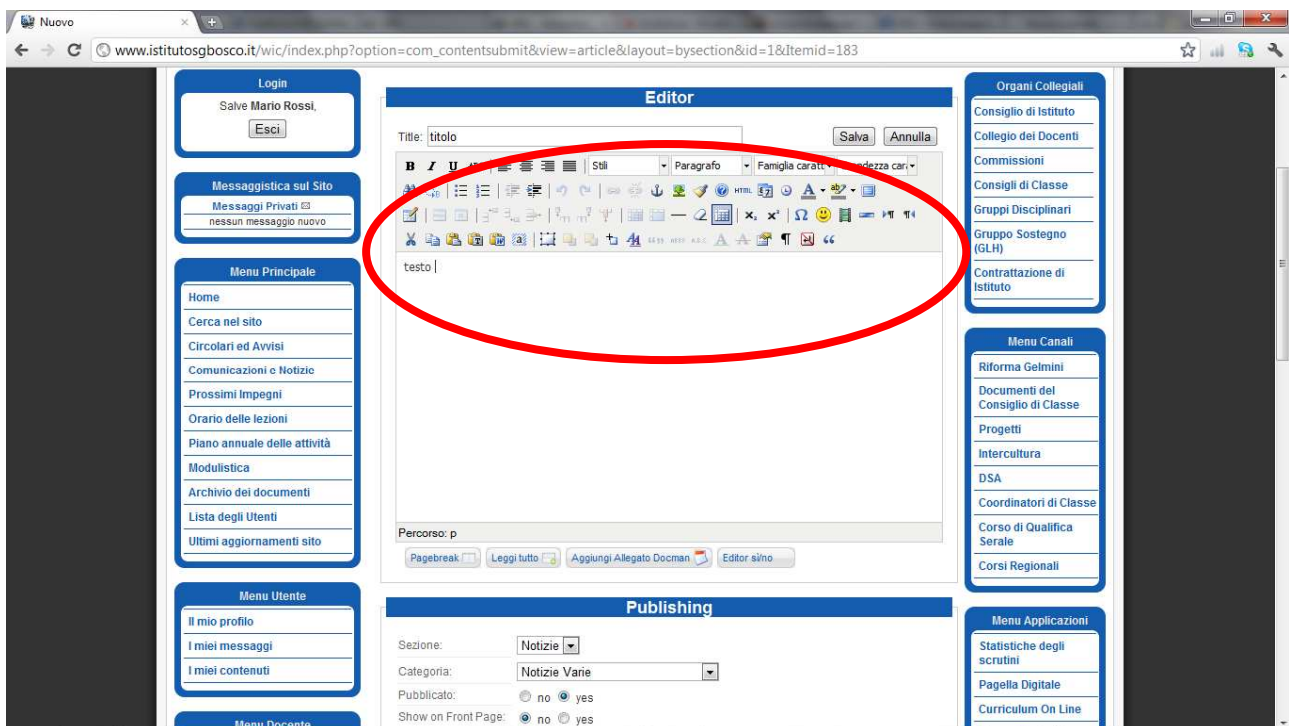 Nuovo
www.istitutosgbosco.it/wic/index.php?option=com_contentsubmit&view=article&layout=bysection&id=1&Itemid=183
Login
Salve Mario Rossi,
Esci
Messaggistica sul Sito
Messaggi Privati
nessun messaggio nuovo
Menu Principale
Home
Cerca nel sito
Circolari ed Avvisi
Comunicazioni e Notizie
Prossimi Impegni
Orario delle lezioni
Piano annuale delle attività
Modulistica
Archivio dei documenti
Lista degli Utenti
Ultimi aggiornamenti sito
Menu Utente
Il mio profilo
I miei messaggi
I miei contenuti
Menu Docente
Editor
Title: titolo
Salva Annulla
B I U Stili Paragrafo Famiglia caratt
HTML
testo
Percorso: p
Pagebreak Leggi tutto Aggiungi Allegato Docman Editor si/no
Publishing
Sezione: Notizie
Categoria: Notizie Varie
Pubblicato: no yes
Show on Front Page: no yes
Organi Collegiali
Consiglio di Istituto
Collegio dei Docenti
Commissioni
Consigli di Classe
Gruppi Disciplinari
Gruppo Sostegno
(GLH)
Contrattazione di
Istituto
Menu Canali
Riforma Gelmini
Documenti del
Consiglio di Classe
Progetti
Intercultura
DSA
Coordinatori di Classe
Corso di Qualifica
Serale
Corsi Regionali
Menu Applicazioni
Statistiche degli
scrutini
Pagella Digitale
Curriculum On Line